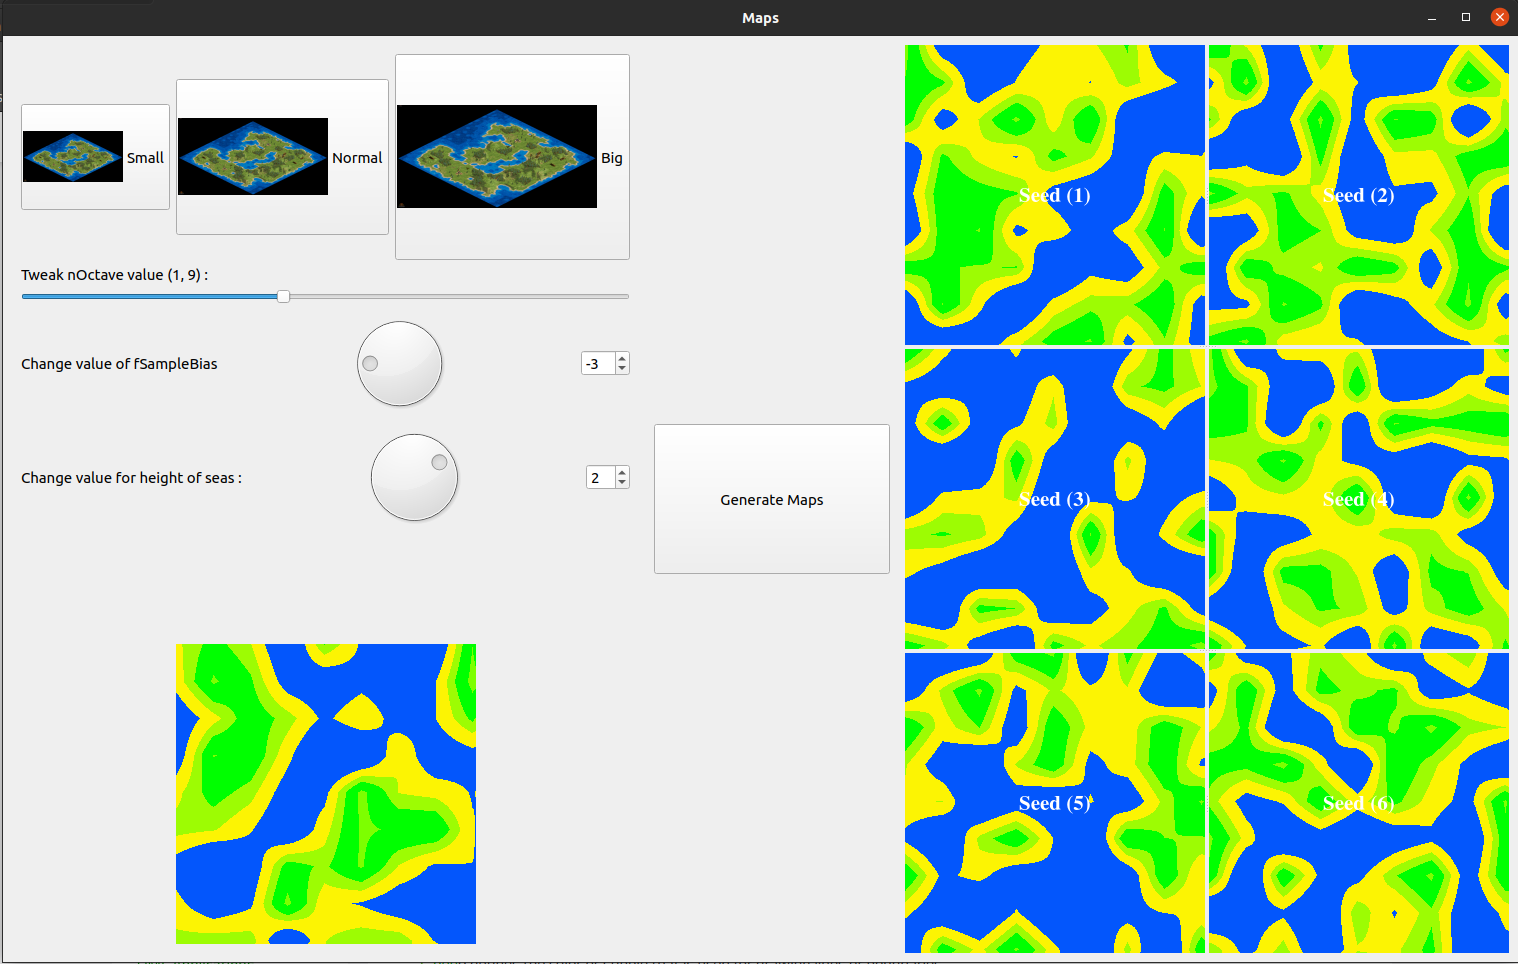 Maps
Small
Normal
Big
Tweak nOctave value (1, 9) :
Change value of fSampleBias
-3
Change value for height of seas :
2
Generate Maps
Seed (1)
Seed (2)
Seed (3)
Seed (4)
Seed (5)
Seed (6)